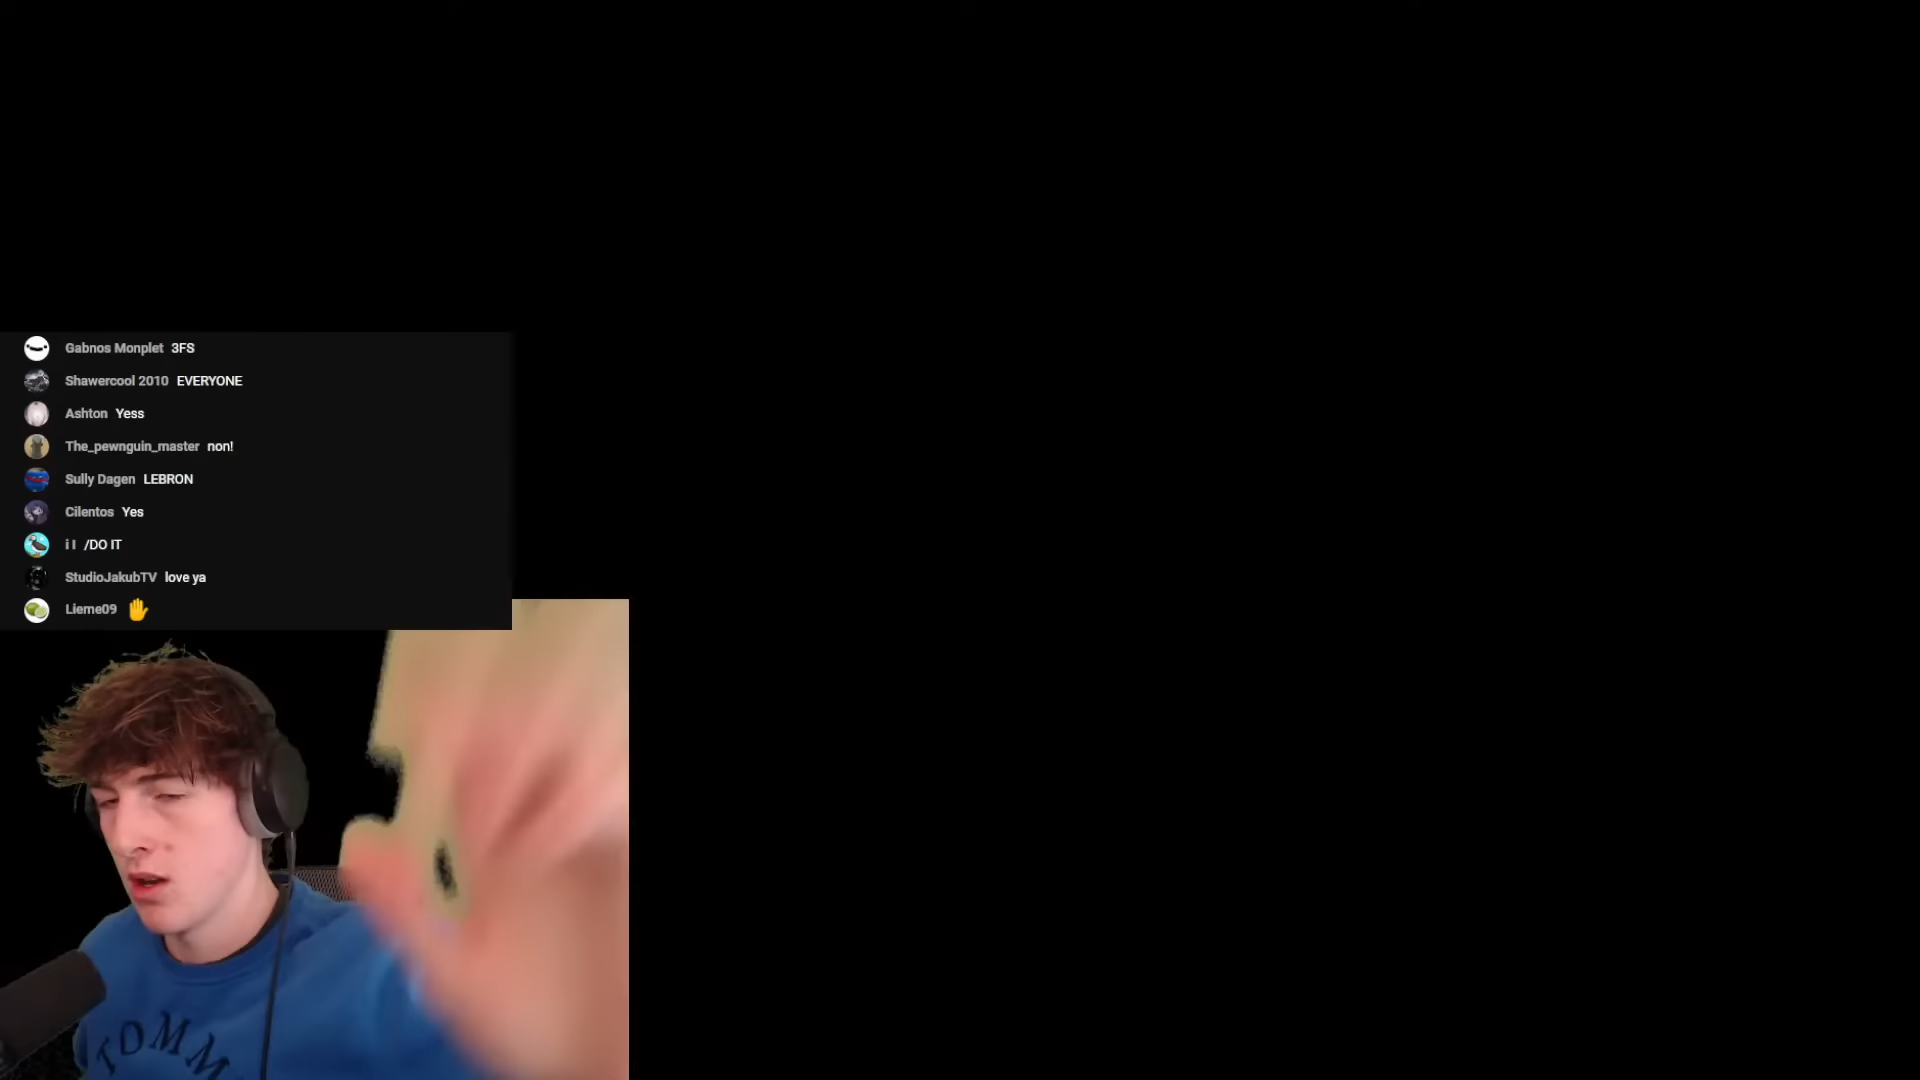 Gabnos Monplet 3FS
Shawercool 2010 EVERYONE
Ashton Yess
The_pewnguin_master non!
Sully Dagen LEBRON
Cilentos Yes
i I /DO IT
StudioJakubTV love ya
Lieme09 ✋
TOMM